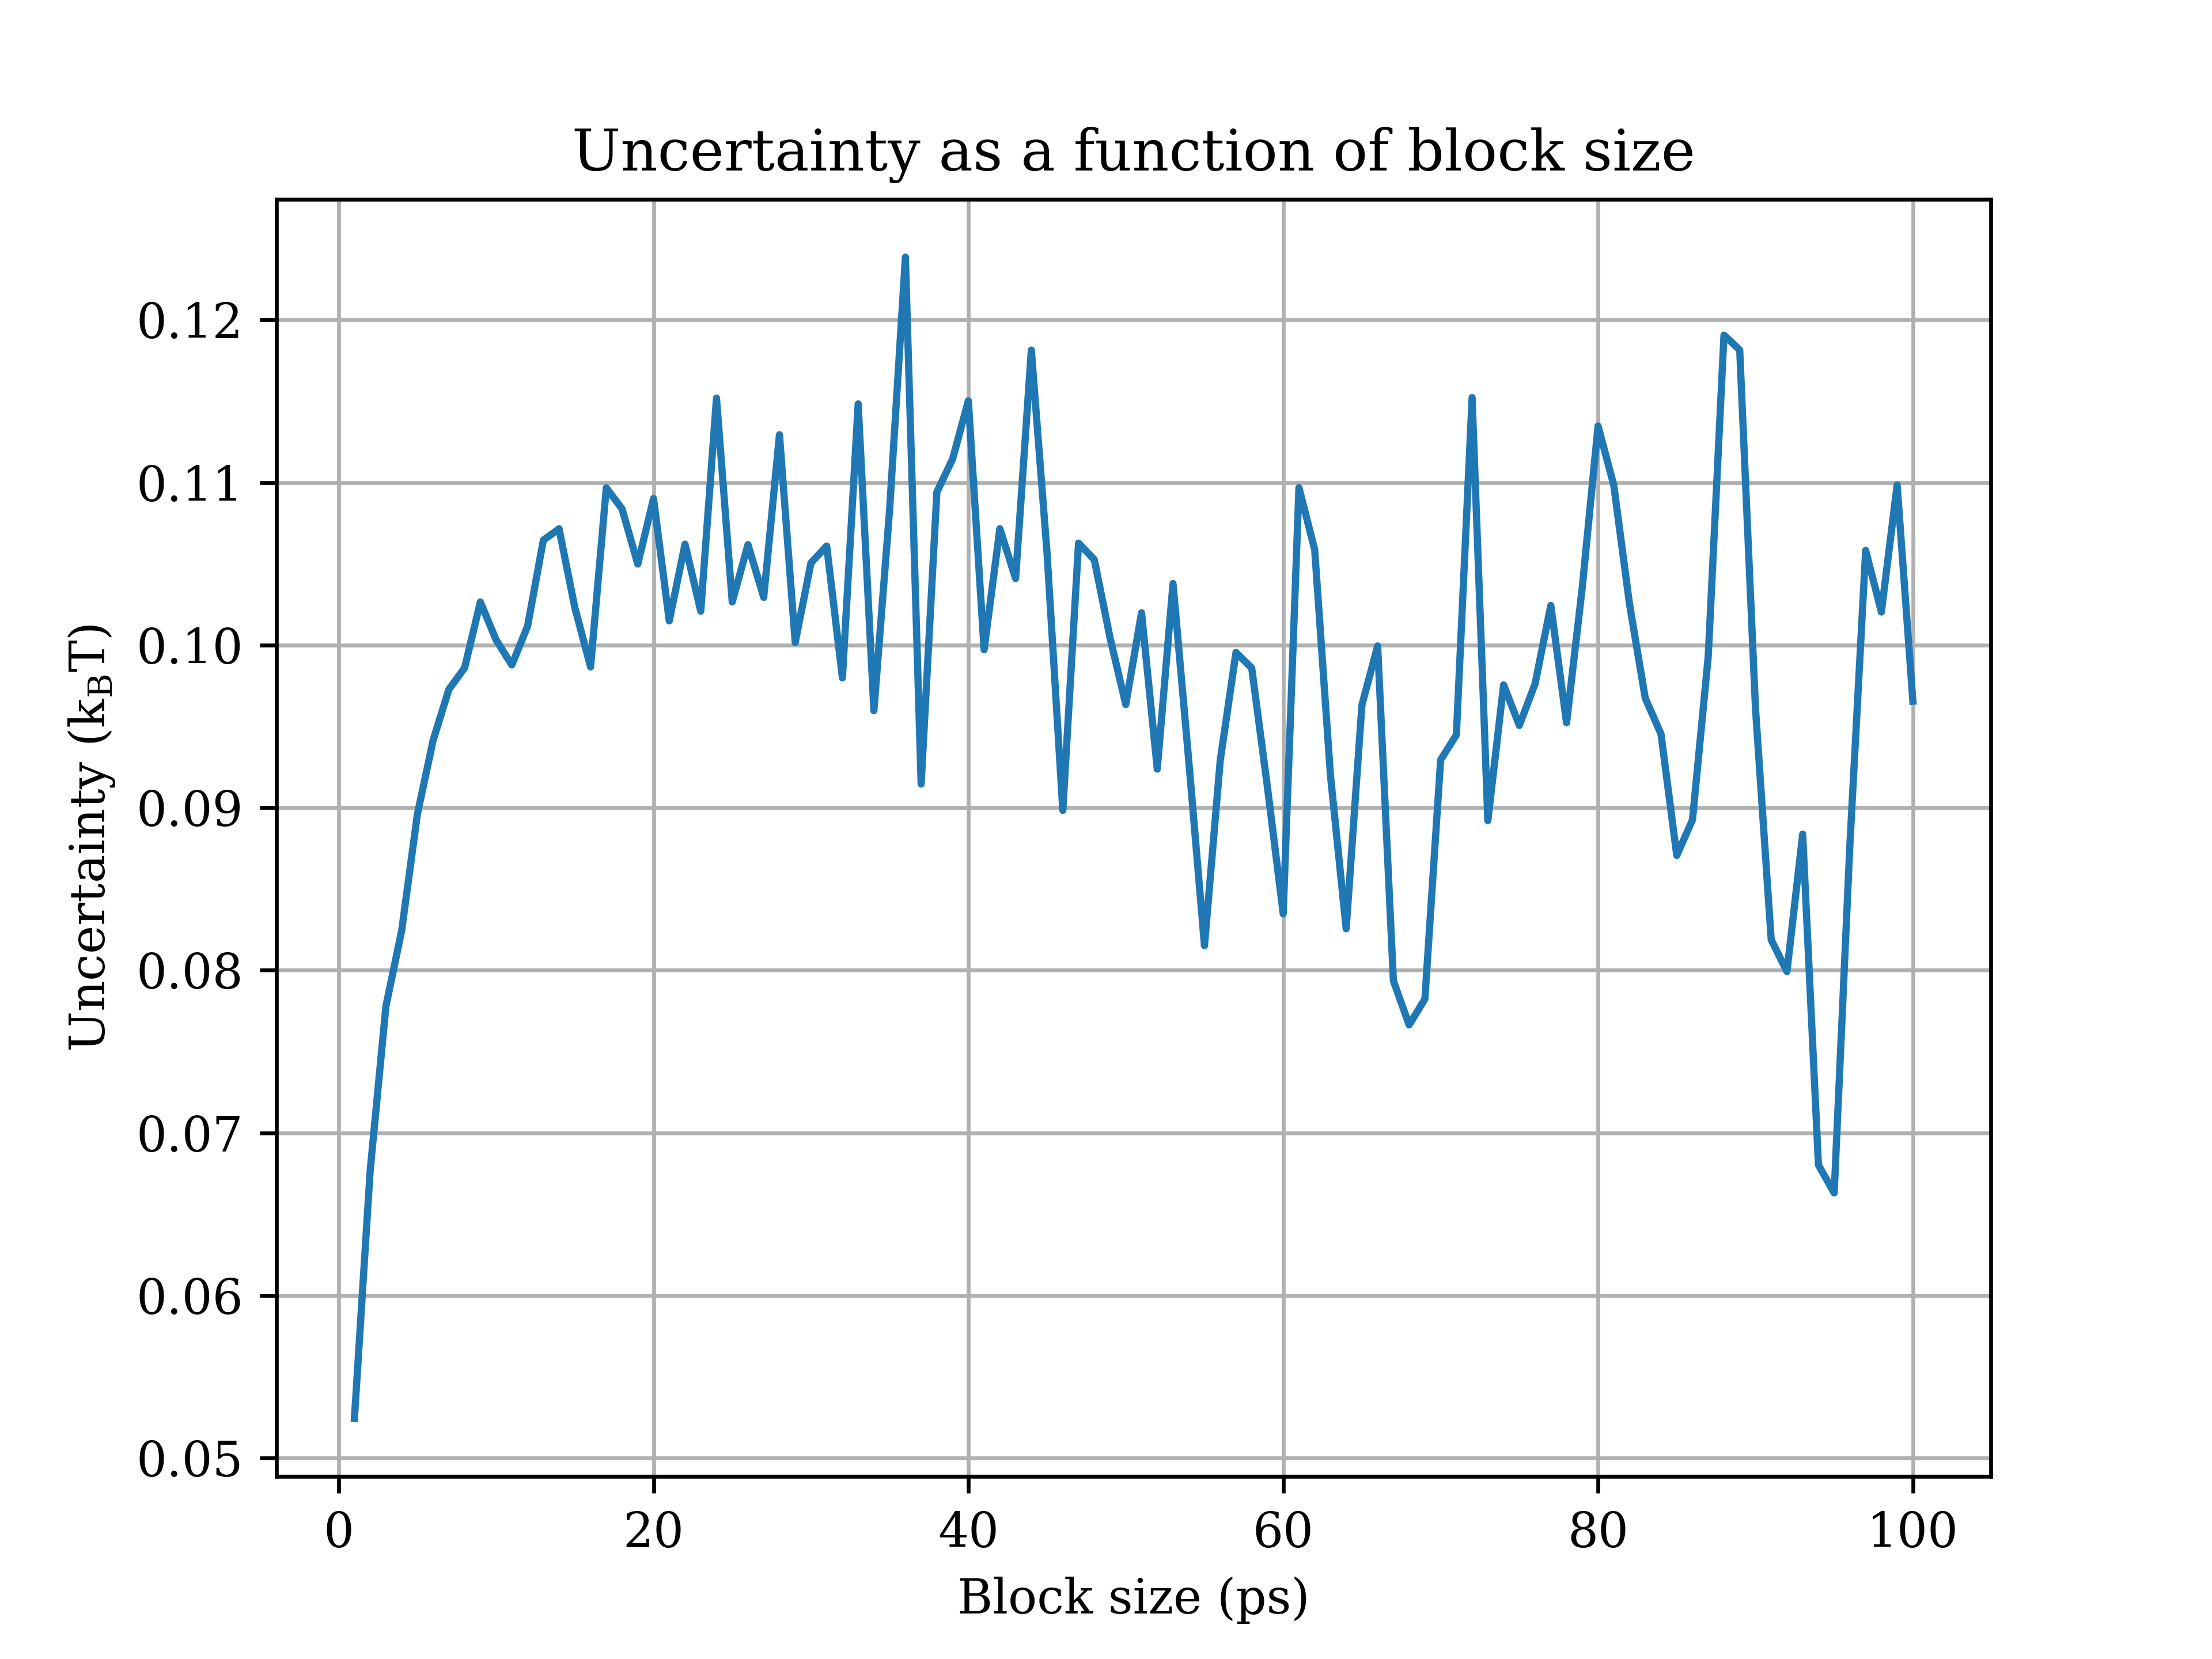 Uncertainty as a function of block size
Uncertainty (k_BT)
0.12
0.11
0.10
0.09
0.08
0.07
0.06
0.05
0 20 40 60 80 100
Block size (ps)